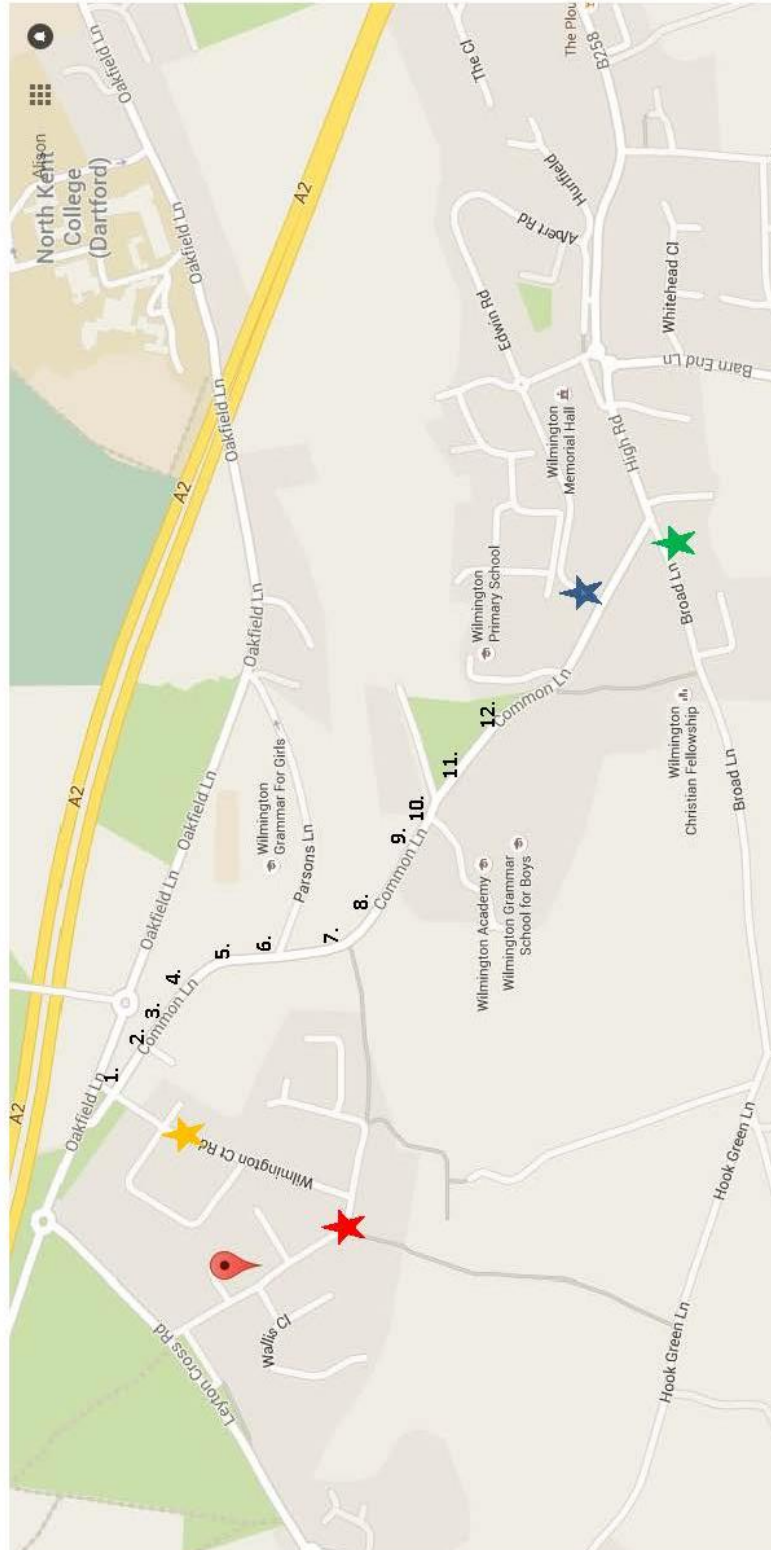 Alison
North Kent
College
(Dartford)
Oakfield Ln
Oakfield Ln
A2
A2
Oakfield Ln
Oakfield Ln
A2
Oakfield Ln
Oakfield Ln
Oakfield Ln
A2
Leyton Cross Rd
Wallis Cl
Wilmington Ct Rd
1.
2.
3.
Common Ln
4.
5.
6.
7.
8.
Common Ln
9.
10.
11.
12.
Common Ln
Parsons Ln
Wilmington
Grammar For Girls
Wilmington Academy
Wilmington Grammar
School for Boys
Wilmington
Primary School
Wilmington
Memorial Hall
Edwin Rd
Albert Rd
Hurlfield
The Cl
The Plou
B258
High Rd
Whitehead Cl
Barn End Ln
Broad Ln
Wilmington
Christian Fellowship
Broad Ln
Hook Green Ln
Hook Green Ln